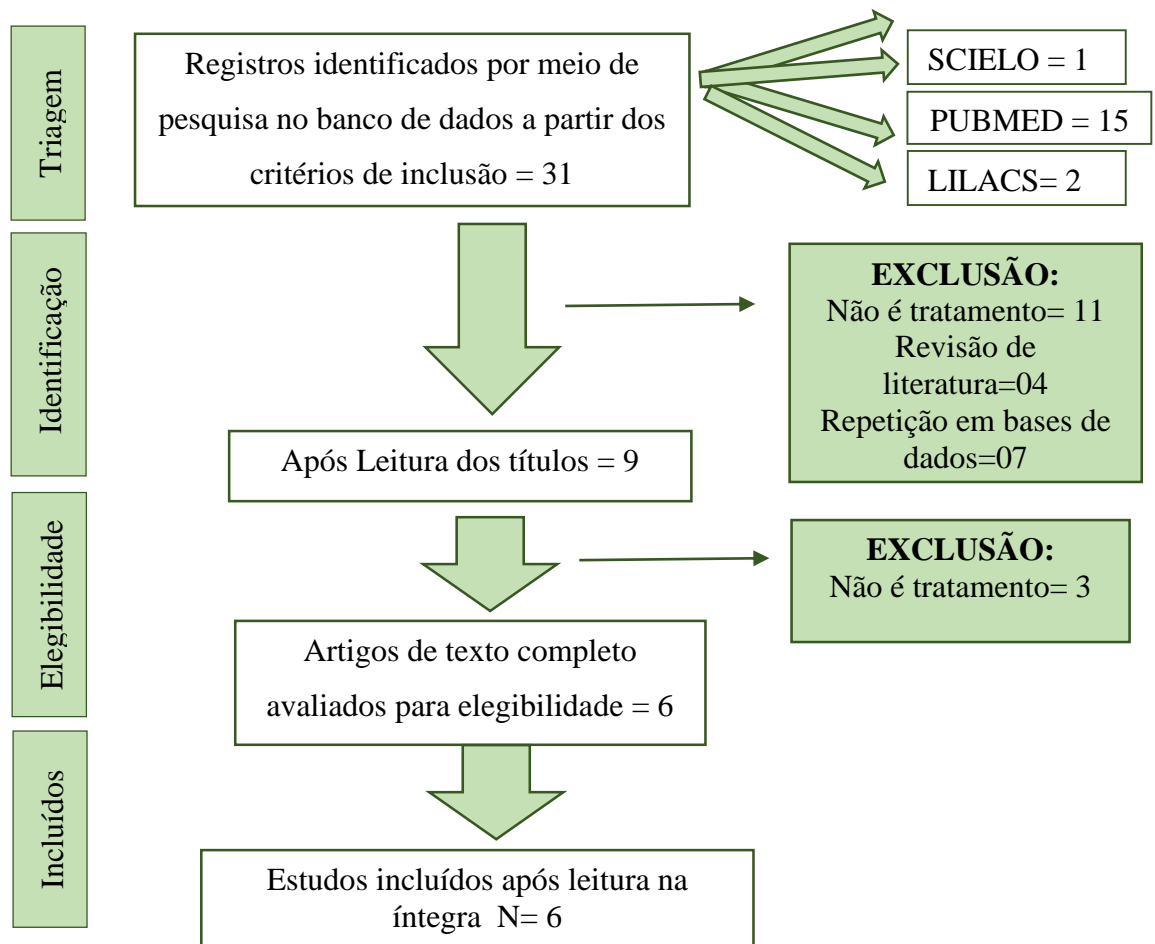 Triagem
Registros identificados por meio de
pesquisa no banco de dados a partir dos
critérios de inclusão = 31
SCIELO = 1
PUBMED = 15
LILACS= 2
Identificação
EXCLUSÃO:
Não é tratamento= 11
Revisão de
literatura=04
Repetição em bases de
dados=07
Após Leitura dos títulos = 9
Elegibilidade
EXCLUSÃO:
Não é tratamento= 3
Artigos de texto completo
avaliados para elegibilidade = 6
Incluídos
Estudos incluídos após leitura na
íntegra N= 6